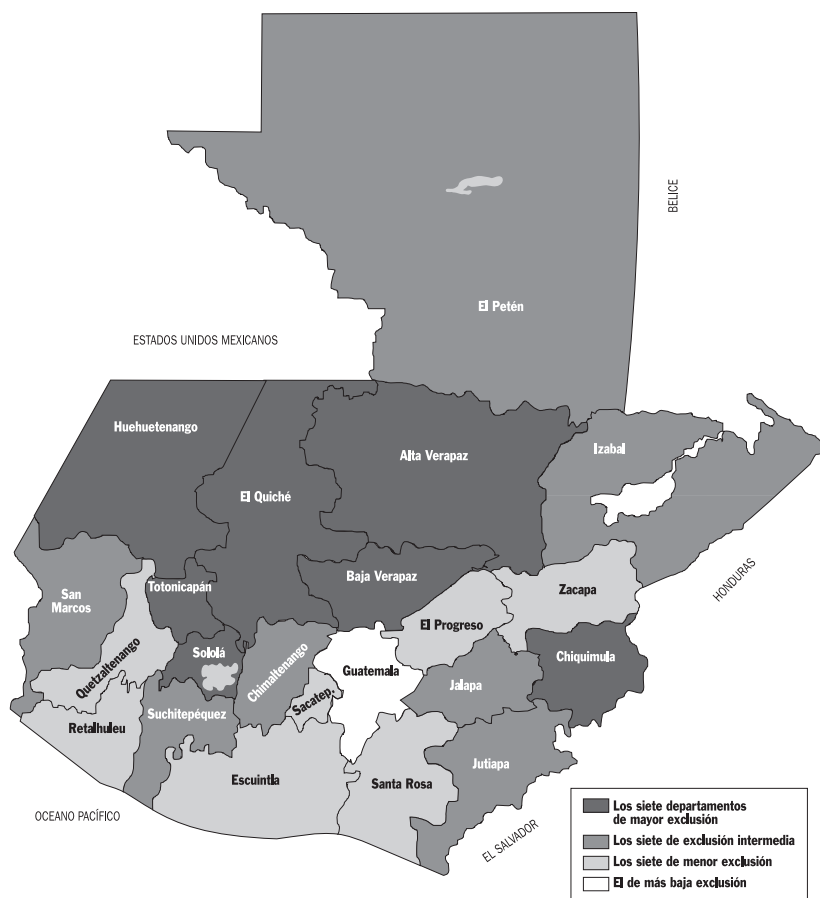 BELICE
El Petén
ESTADOS UNIDOS MEXICANOS
Huehuetenango
Izabal
Alta Verapaz
El Quiché
HONDURAS
Baja Verapaz
Totonicapán
Zacapa
San
Marcos
El Progreso
Sololá
Chimaltenango
Guatemala
Chiquimula
Quetzaltenango
Jalapa
Sacatep.
Suchitepéquez
Retalhuleu
Jutiapa
Escuintla
Santa Rosa
OCEANO PACÍFICO
EL SALVADOR
Los siete departamentos
de mayor exclusión
Los siete de exclusión intermedia
Los siete de menor exclusión
El de más baja exclusión